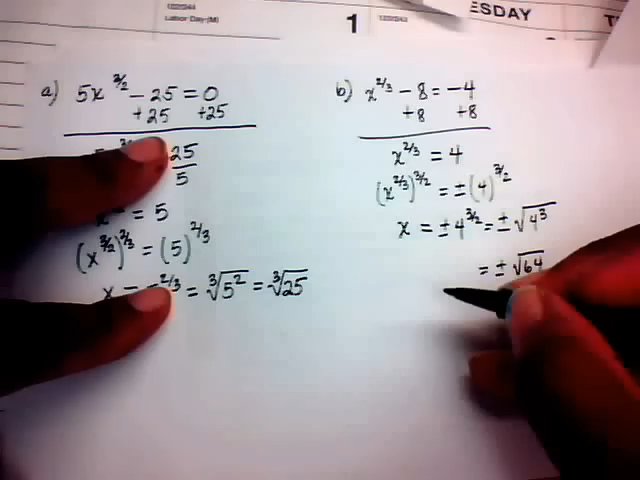 Labor Day-(M)
1
ESDAY
a) 5x^3/2 - 25 = 0
+25 +25
25
5
= 5
(x^3/2)^2/3 = (5)^2/3
x = ^2/3 = ∛5² = ∛25
b) x^2/3 - 8 = -4
+8 +8
x^2/3 = 4
(x^2/3)^3/2 = ±(4)^3/2
x = ±4^3/2 = ±√4³
= ±√64